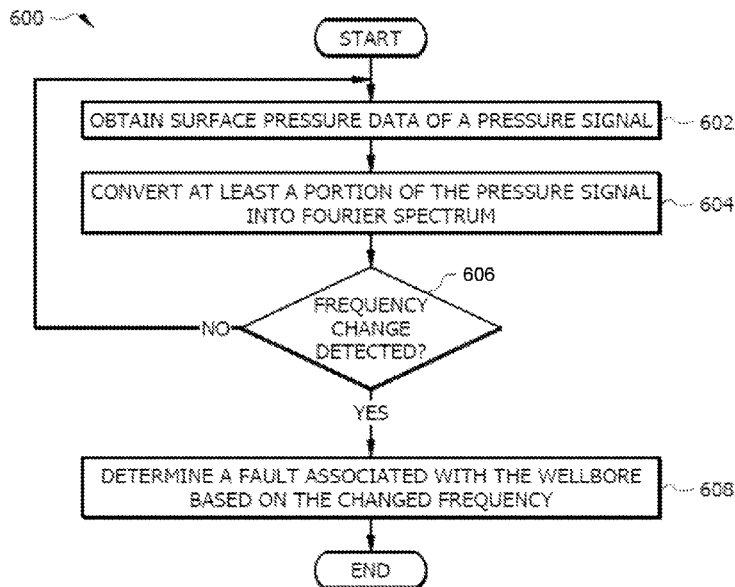 600
START
OBTAIN SURFACE PRESSURE DATA OF A PRESSURE SIGNAL
602
CONVERT AT LEAST A PORTION OF THE PRESSURE SIGNAL
INTO FOURIER SPECTRUM
604
606
FREQUENCY
CHANGE
DETECTED?
NO
YES
DETERMINE A FAULT ASSOCIATED WITH THE WELLBORE
BASED ON THE CHANGED FREQUENCY
608
END